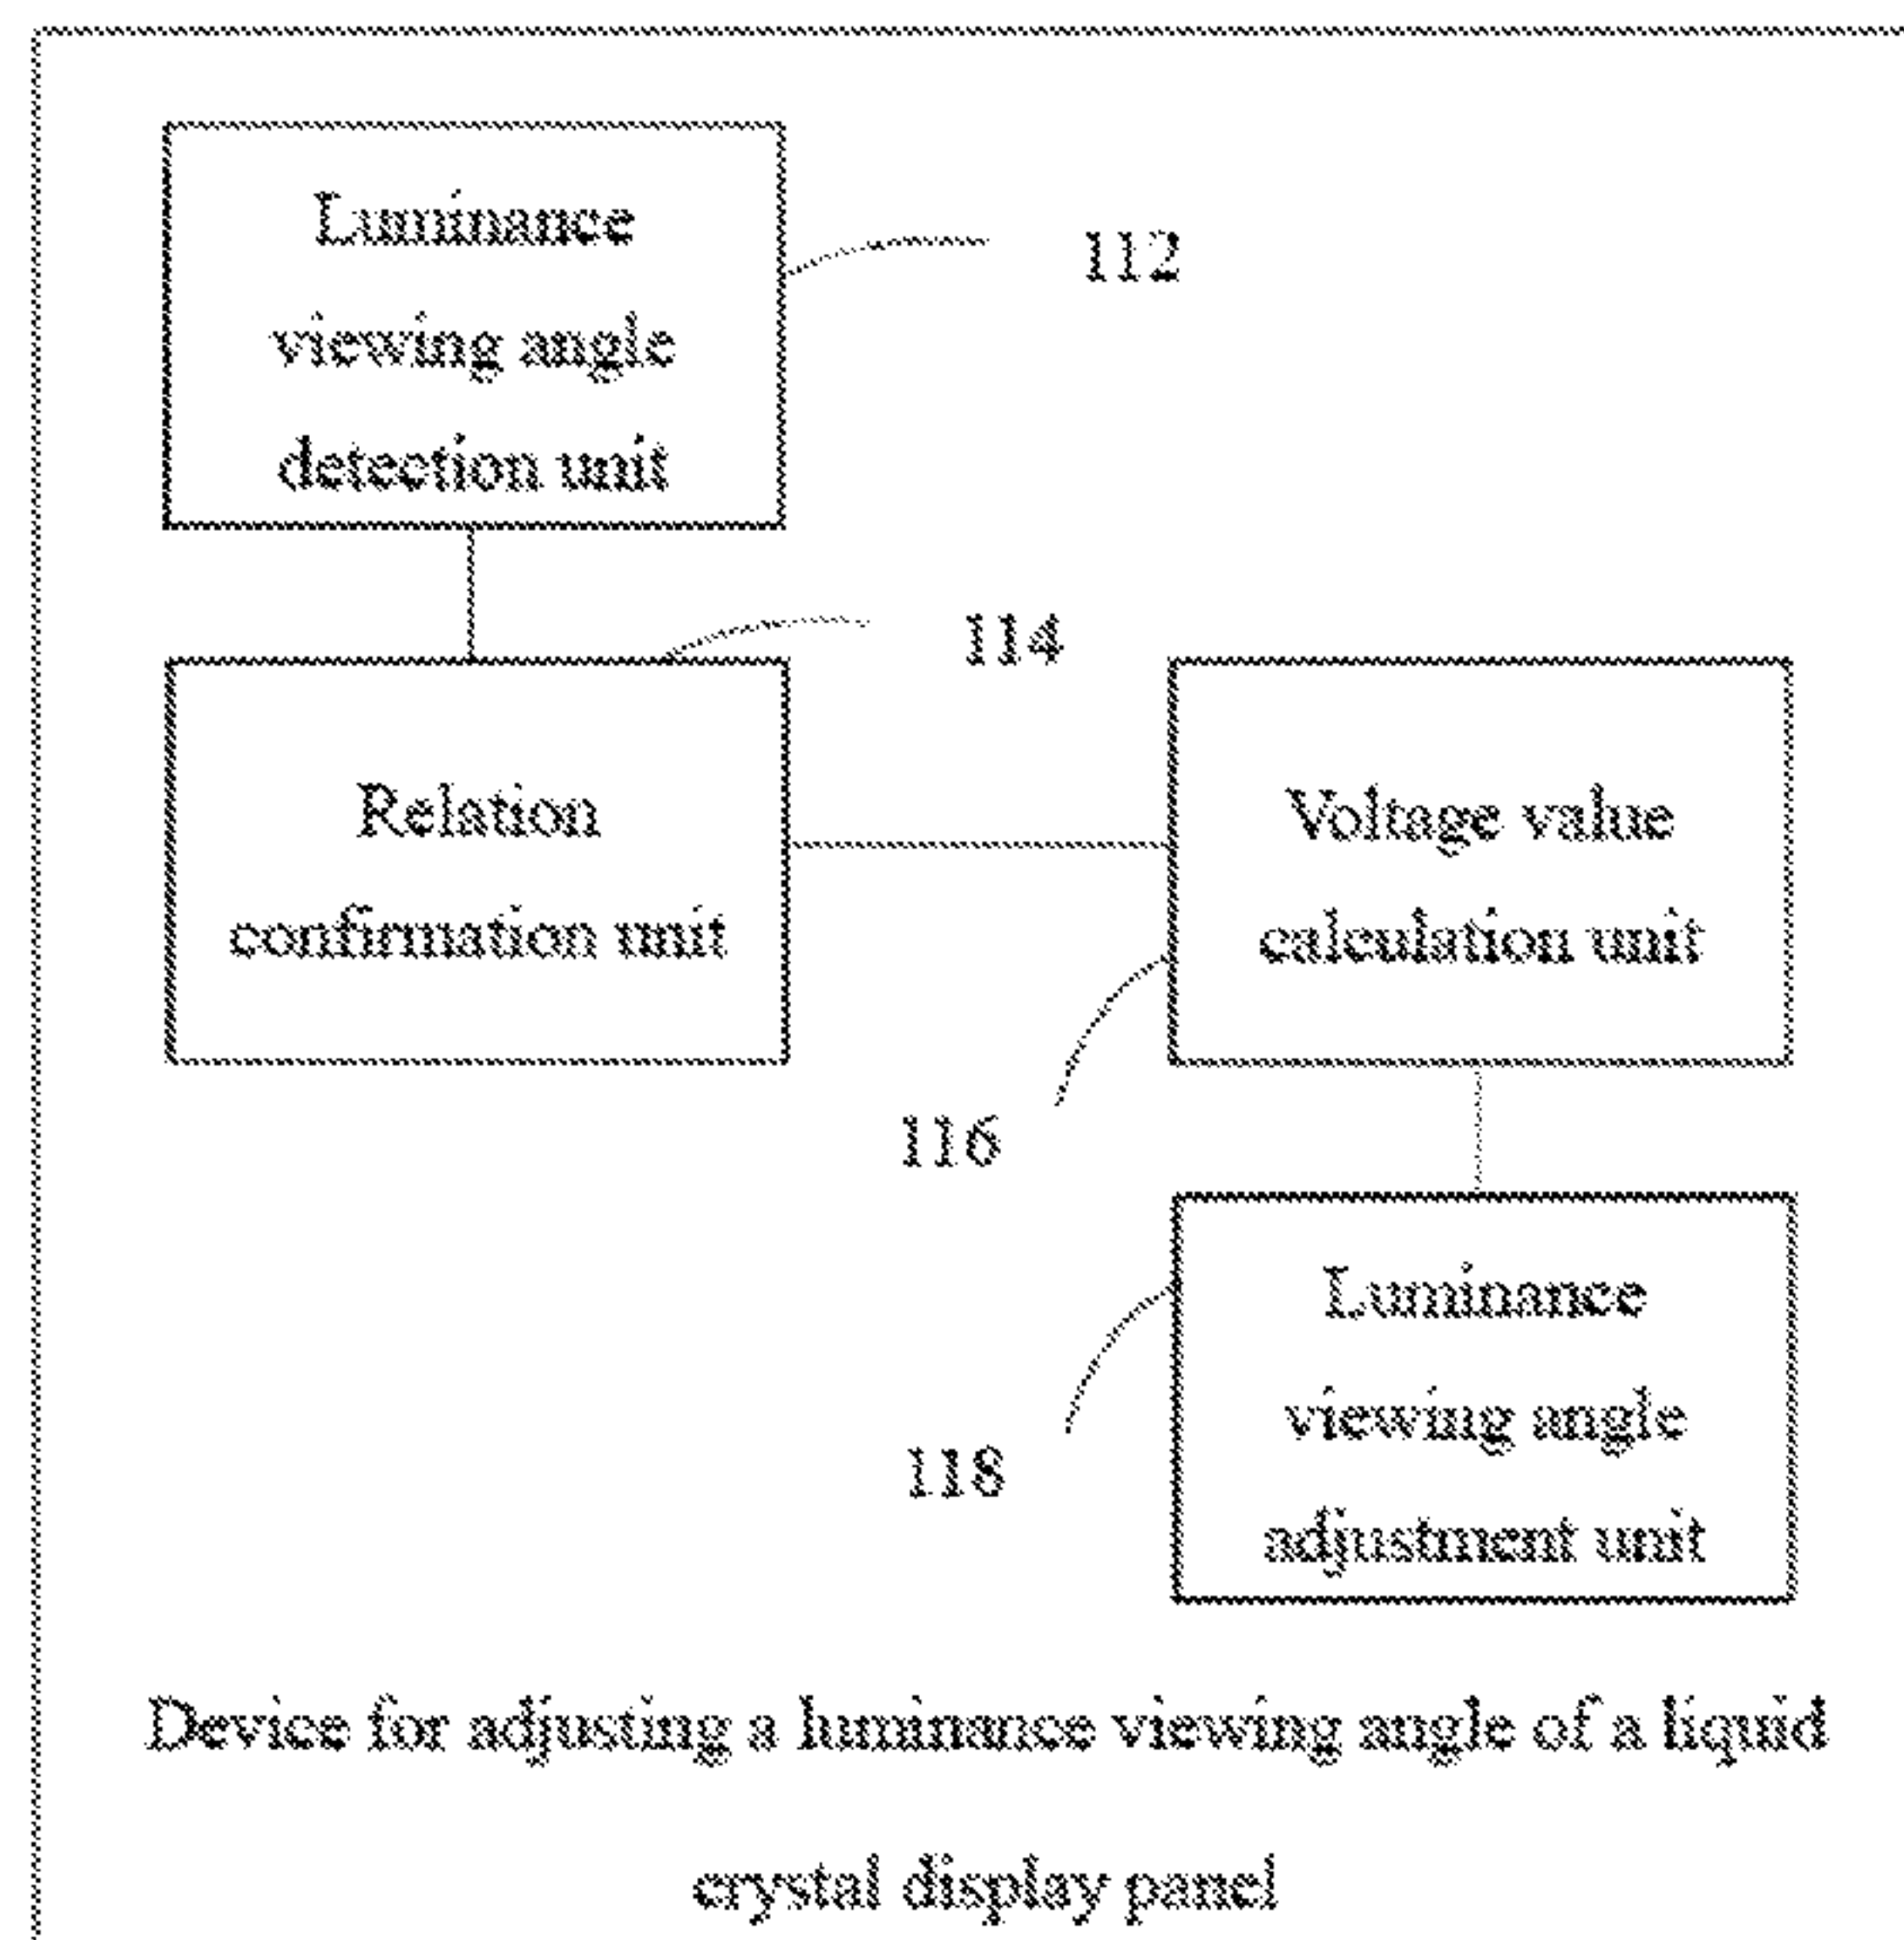 Luminance
viewing angle
detection unit
112
114
Relation
confirmation unit
Voltage value
calculation unit
116
Luminance
viewing angle
adjustment unit
118
Device for adjusting a luminance viewing angle of a liquid
crystal display panel